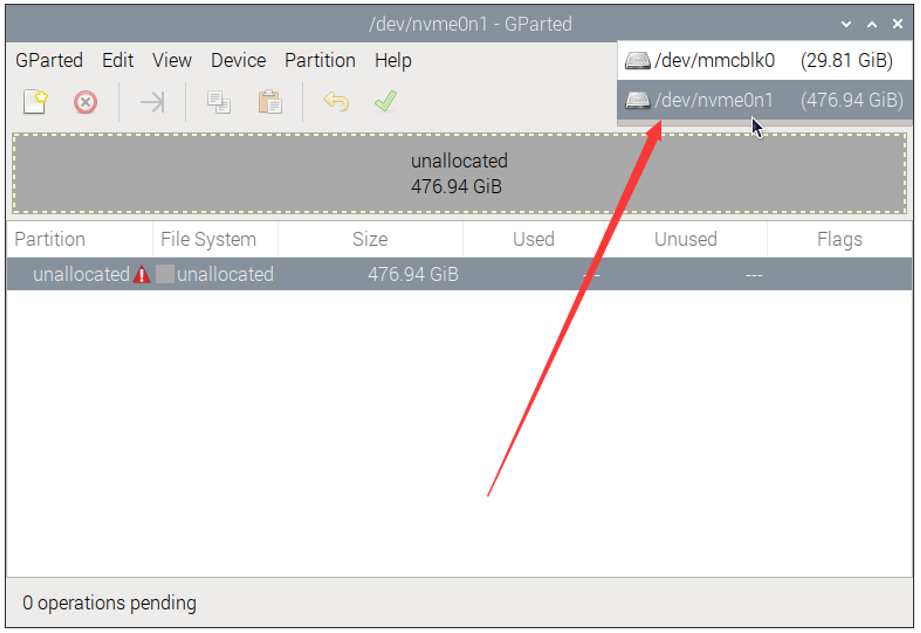 /dev/nvme0n1 - GParted
GParted Edit View Device Partition Help
/dev/mmcblk0 (29.81 GiB)
/dev/nvme0n1 (476.94 GiB)
unallocated
476.94 GiB
Partition File System Size Used Unused Flags
unallocated unallocated 476.94 GiB --- ---
0 operations pending